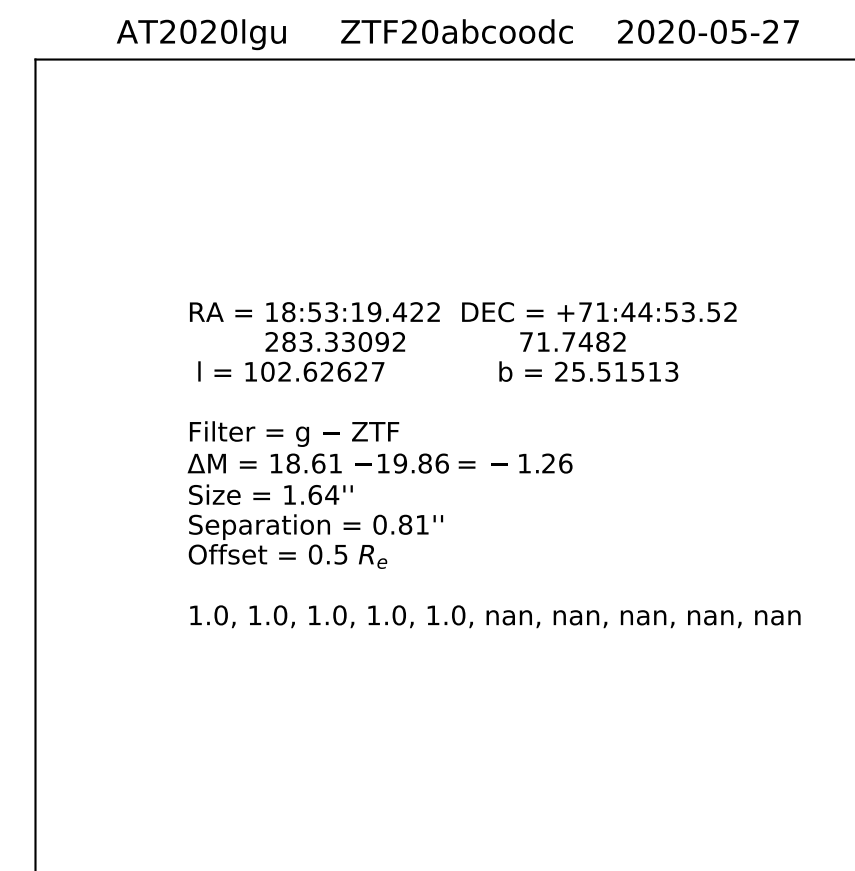 AT2020lgu ZTF20abcoodc 2020-05-27
RA = 18:53:19.422 DEC = +71:44:53.52
283.33092 71.7482
l = 102.62627 b = 25.51513
Filter = g − ZTF
ΔM = 18.61 −19.86 = − 1.26
Size = 1.64''
Separation = 0.81''
Offset = 0.5 Re
1.0, 1.0, 1.0, 1.0, 1.0, nan, nan, nan, nan, nan